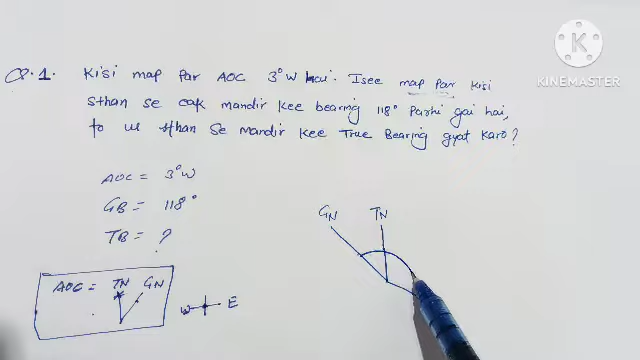 Q.1. Kisi map Par AOC 3°W hai. Isee map Par Kisi
Sthan se eak mandir Kee bearing 118° Parhi gai hai,
to us sthan Se Mandir Kee True Bearing gyat Karo?
AOC = 3°W
GB = 118°
TB = ?
GN TN
AOC = TN GN
W E
K
KINEMASTER